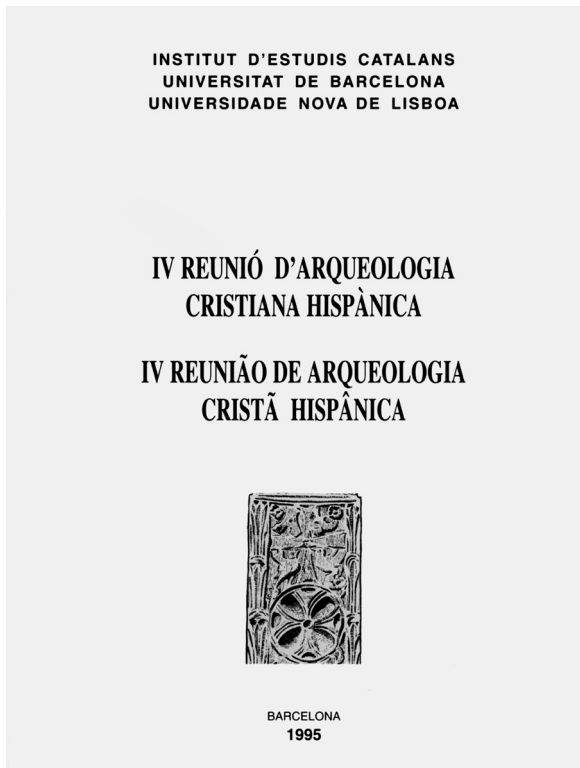 INSTITUT D'ESTUDIS CATALANS
UNIVERSITAT DE BARCELONA
UNIVERSIDADE NOVA DE LISBOA
IV REUNIÓ D'ARQUEOLOGIA
CRISTIANA HISPÀNICA
IV REUNIÃO DE ARQUEOLOGIA
CRISTÃ HISPÂNICA
BARCELONA
1995